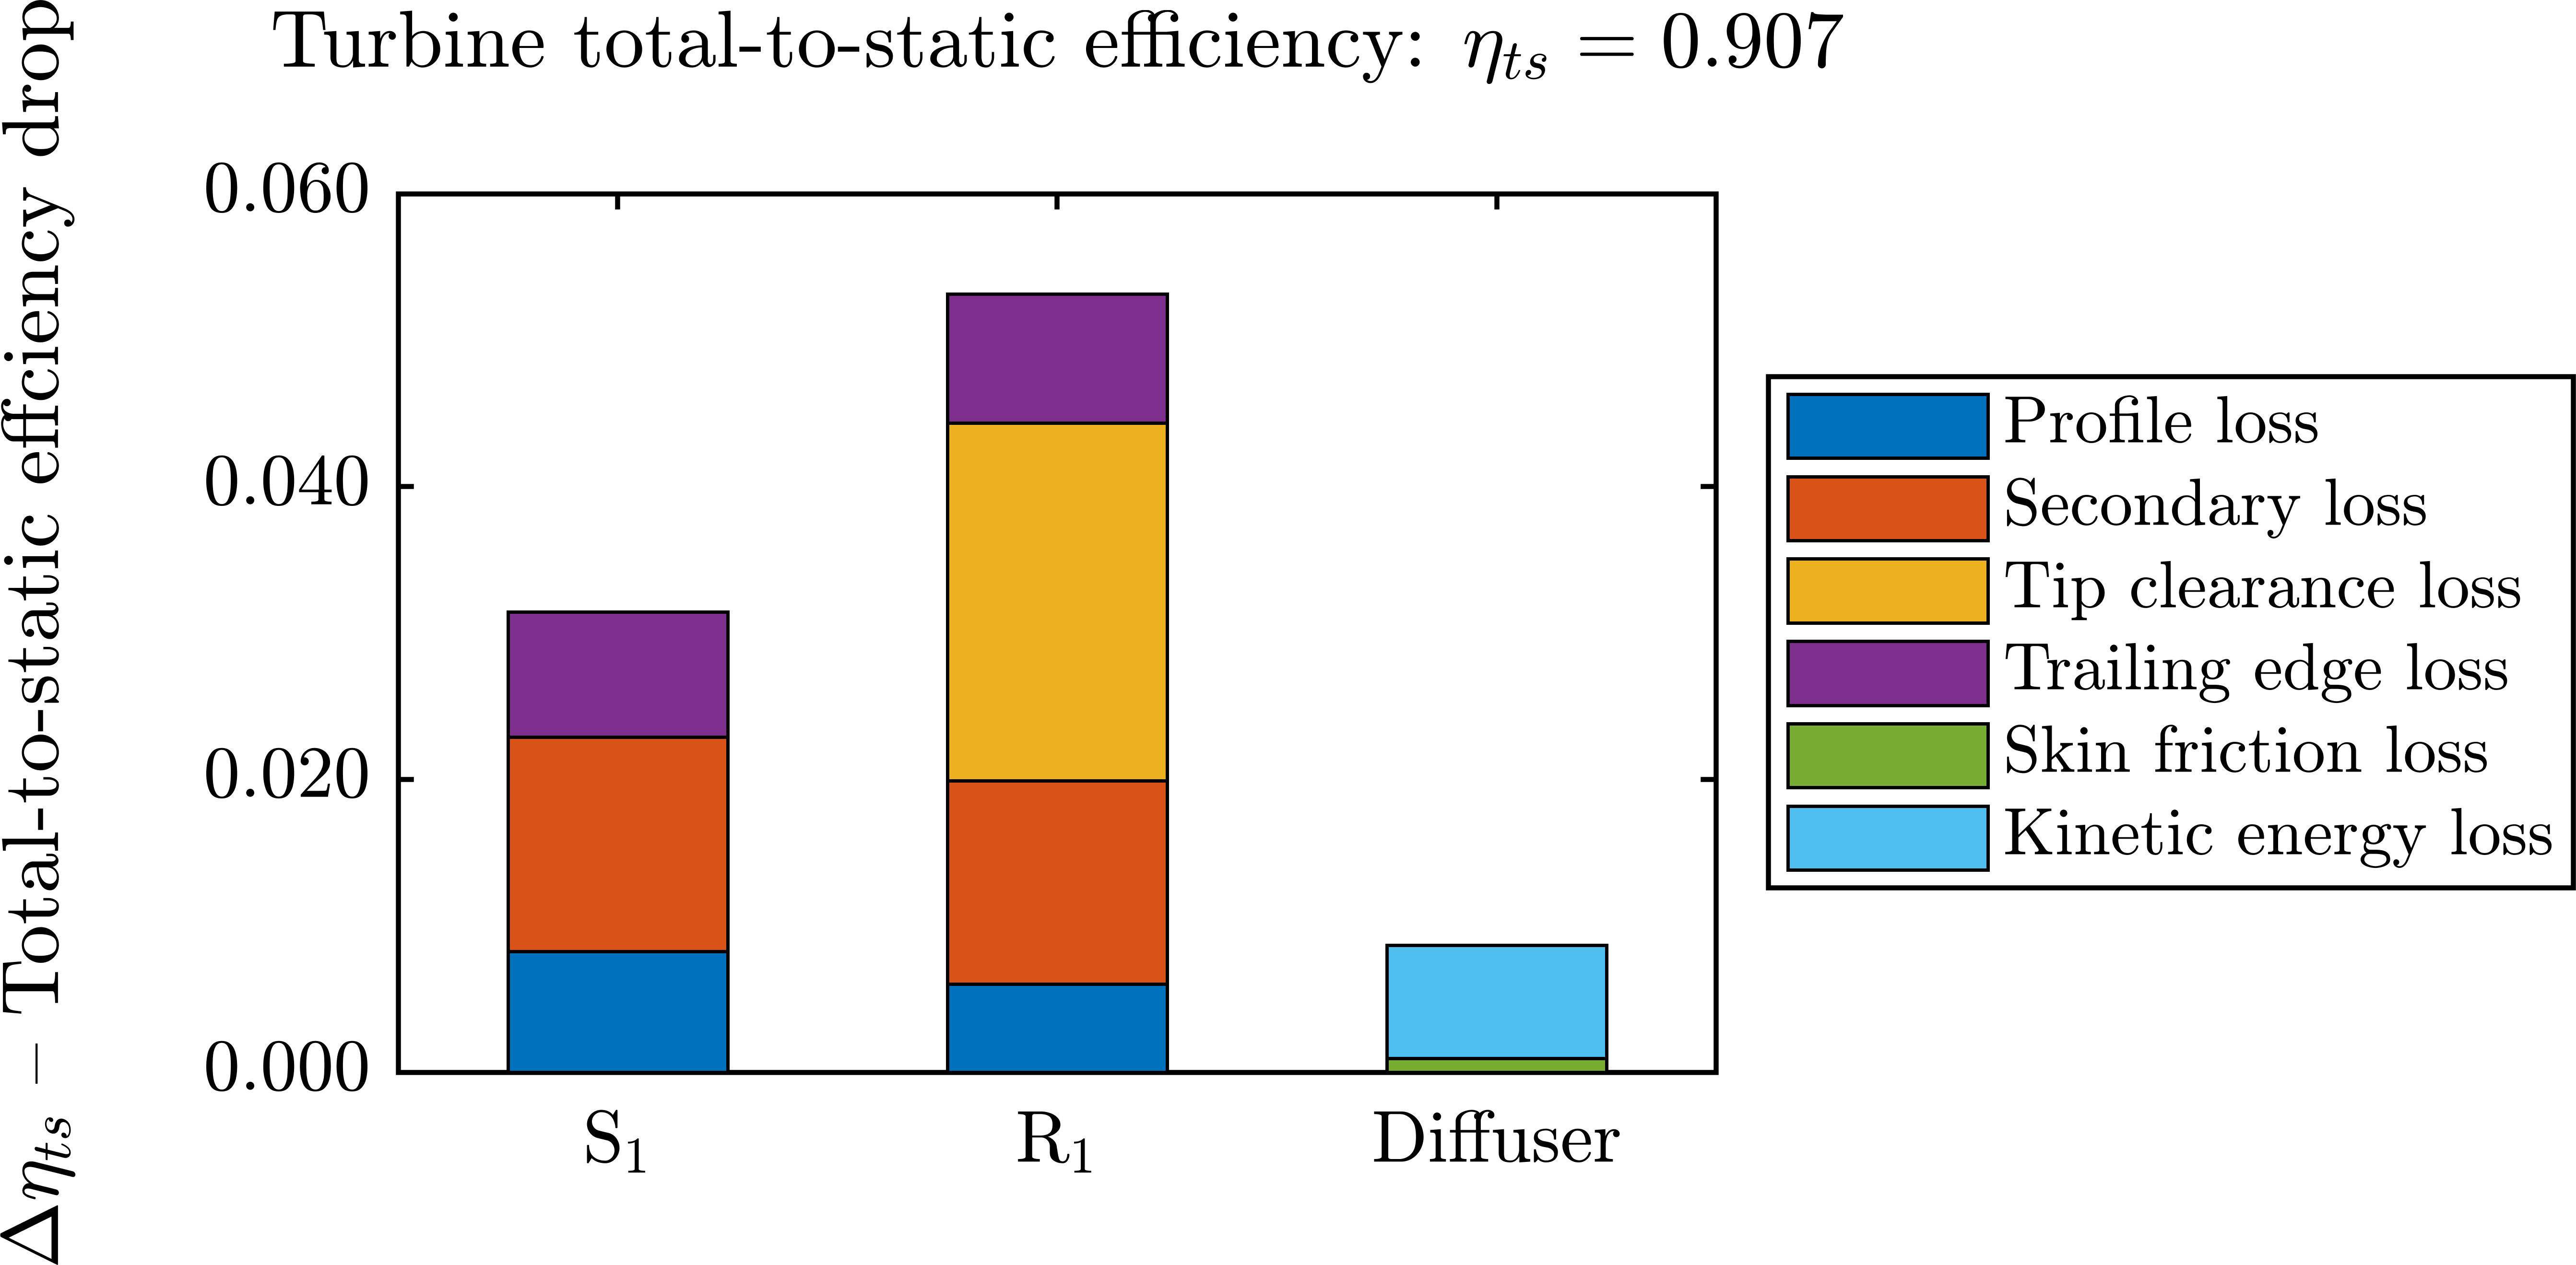 Turbine total-to-static efficiency: ηts = 0.907
Δηts – Total-to-static effciency drop
0.060
0.040
0.020
0.000
S1
R1
Diffuser
Profile loss
Secondary loss
Tip clearance loss
Trailing edge loss
Skin friction loss
Kinetic energy loss